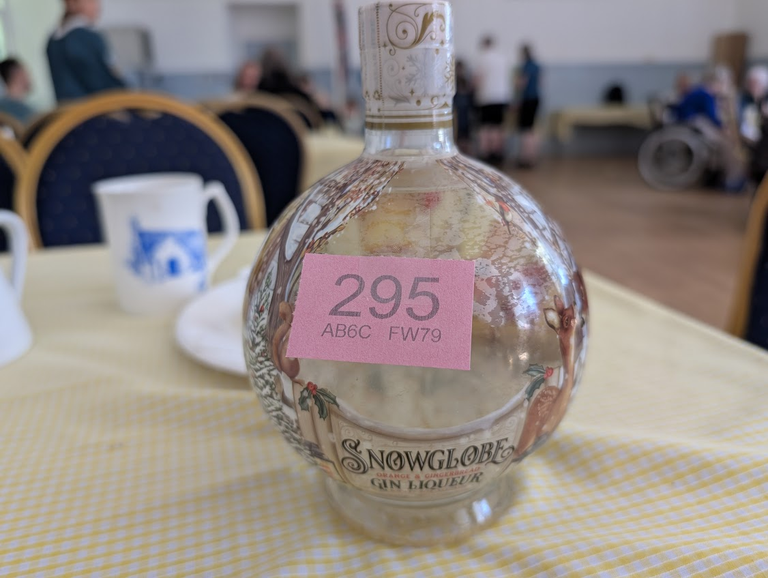 295
AB6C FW79
SNOWGLOBE
ORANGE & GINGERBREAD
GIN LIQUEUR